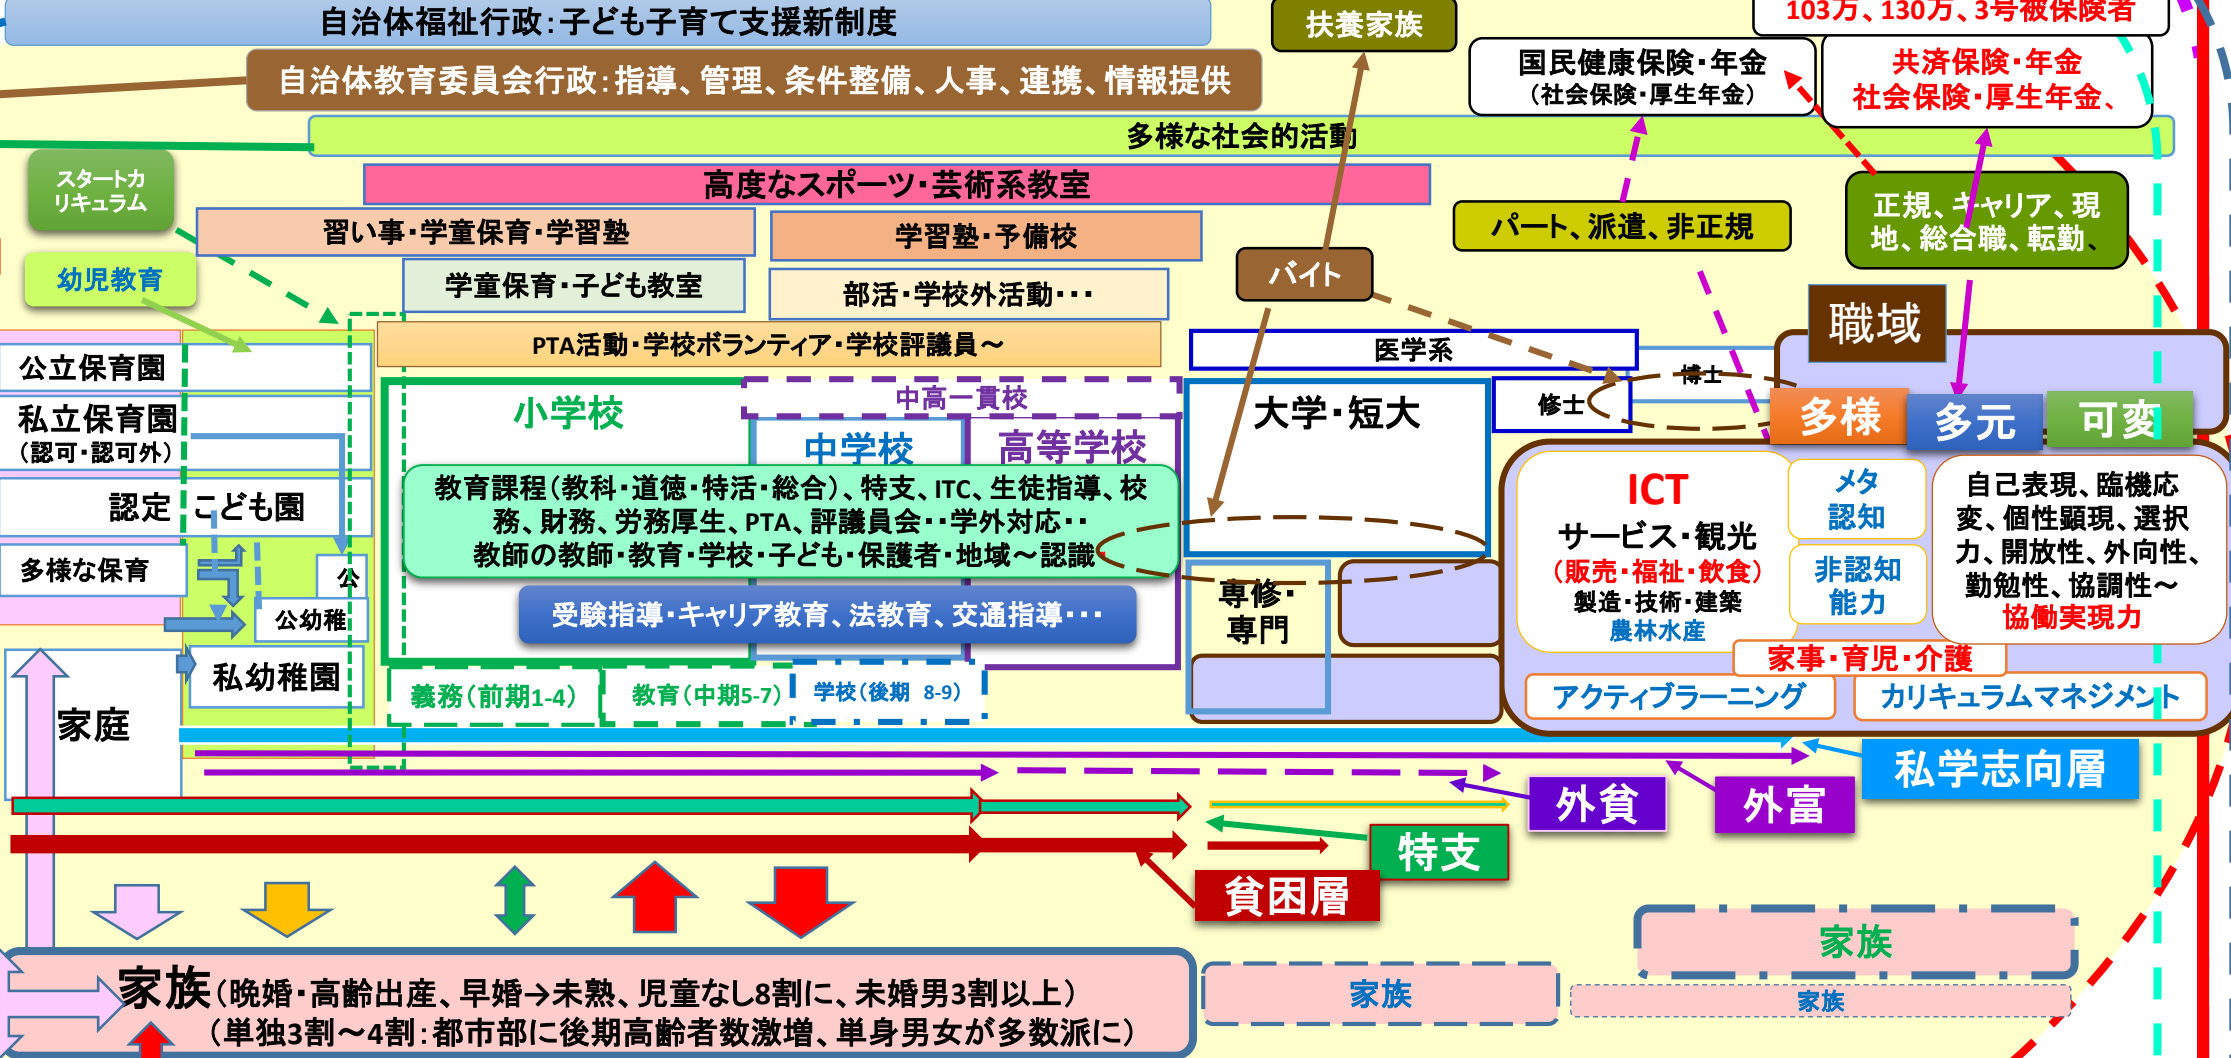 自治体福祉行政：子ども子育て支援新制度
扶養家族
103万、130万、3号被保険者
自治体教育委員会行政：指導、管理、条件整備、人事、連携、情報提供
国民健康保険・年金
（社会保険・厚生年金）
共済保険・年金
社会保険・厚生年金、
多様な社会的活動
スタートカ
リキュラム
高度なスポーツ・芸術系教室
習い事・学童保育・学習塾
学習塾・予備校
パート、派遣、非正規
正規、キャリア、現
地、総合職、転勤、
幼児教育
学童保育・子ども教室
部活・学校外活動・・・
バイト
PTA活動・学校ボランティア・学校評議員～
医学系
職域
公立保育園
小学校
中高一貫校
大学・短大
修士
博士
多様
多元
可変
私立保育園
（認可・認可外）
中学校
高等学校
認定 こども園
教育課程（教科・道徳・特活・総合）、特支、ITC、生徒指導、校
務、財務、労務厚生、PTA、評議員会・・学外対応・・
教師の教師・教育・学校・子ども・保護者・地域～認識・
ICT
サービス・観光
（販売・福祉・飲食）
製造・技術・建築
農林水産
メタ
認知
非認知
能力
自己表現、臨機応
変、個性顕現、選択
力、開放性、外向性、
勤勉性、協調性～
協働実現力
多様な保育
公
公幼稚
受験指導・キャリア教育、法教育、交通指導・・・
専修・
専門
私幼稚園
家事・育児・介護
義務（前期1-4）
教育（中期5-7）
学校（後期 8-9）
アクティブラーニング
カリキュラムマネジメント
家庭
私学志向層
外貧
外富
特支
貧困層
家族（晩婚・高齢出産、早婚→未熟、児童なし8割に、未婚男3割以上）
（単独3割～4割：都市部に後期高齢者数激増、単身男女が多数派に）
家族
家族
家族